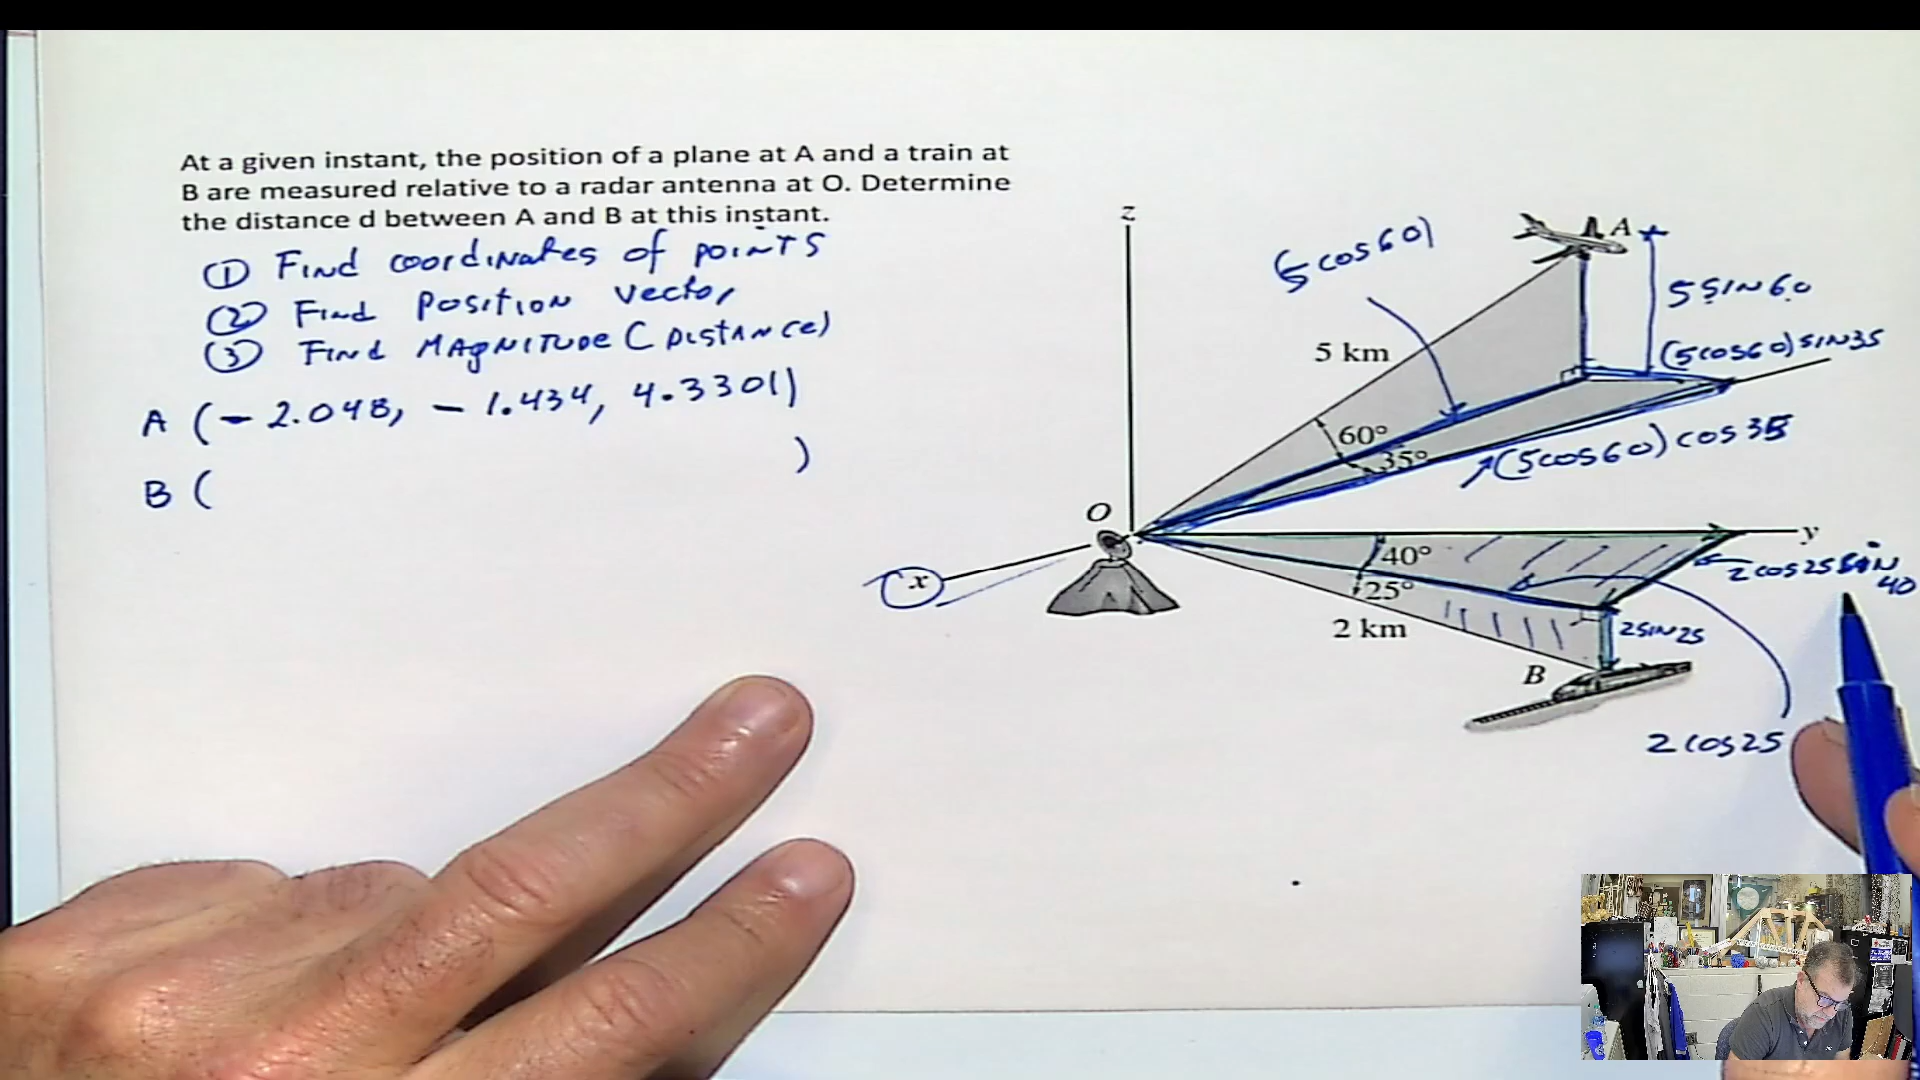 At a given instant, the position of a plane at A and a train at
B are measured relative to a radar antenna at O. Determine
the distance d between A and B at this instant.
① Find coordinates of points
② Find position vector
③ Find MAgNITUDE ( DISTANCe)
A (-2.048, -1.434, 4.3301)
B (                    )
z
5cos60)
A
5SIN60
5 km
(5cos60) SIN35
60°
35°
(5cos60) cos35
O
y
x
40°
25°
2cos25SIN
40
2 km
2SIN25
B
2cos25